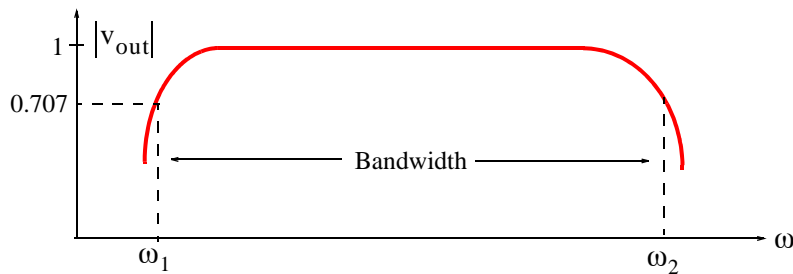 |v_out|
1
0.707
Bandwidth
ω
ω₁
ω₂